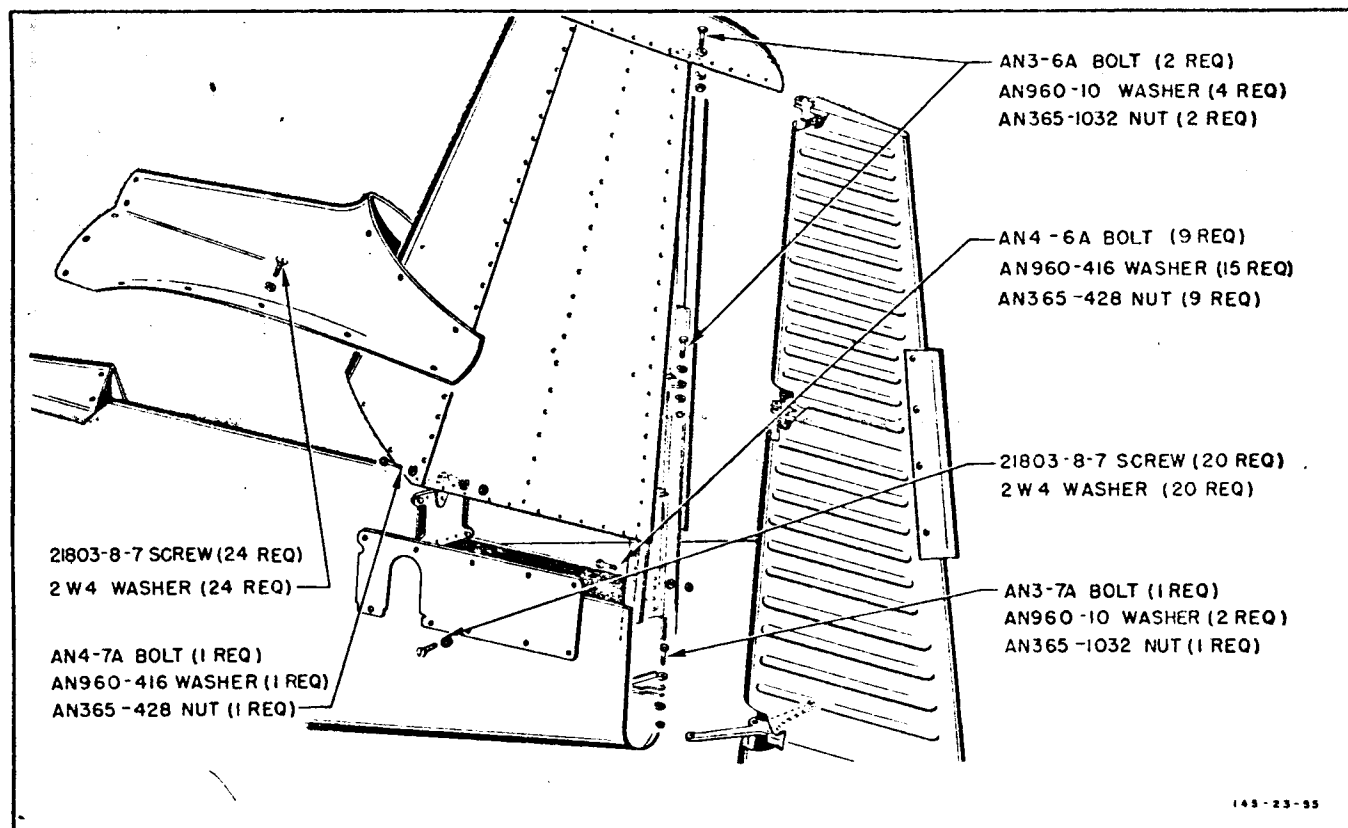 AN3-6A BOLT (2 REQ)
AN960-10 WASHER (4 REQ)
AN365-1032 NUT (2 REQ)
AN4-6A BOLT (9 REQ)
AN960-416 WASHER (15 REQ)
AN365-428 NUT (9 REQ)
21803-8-7 SCREW (20 REQ)
2W4 WASHER (20 REQ)
21803-8-7 SCREW (24 REQ)
2W4 WASHER (24 REQ)
AN3-7A BOLT (1 REQ)
AN960-10 WASHER (2 REQ)
AN365-1032 NUT (1 REQ)
AN4-7A BOLT (1 REQ)
AN960-416 WASHER (1 REQ)
AN365-428 NUT (1 REQ)
145-23-55